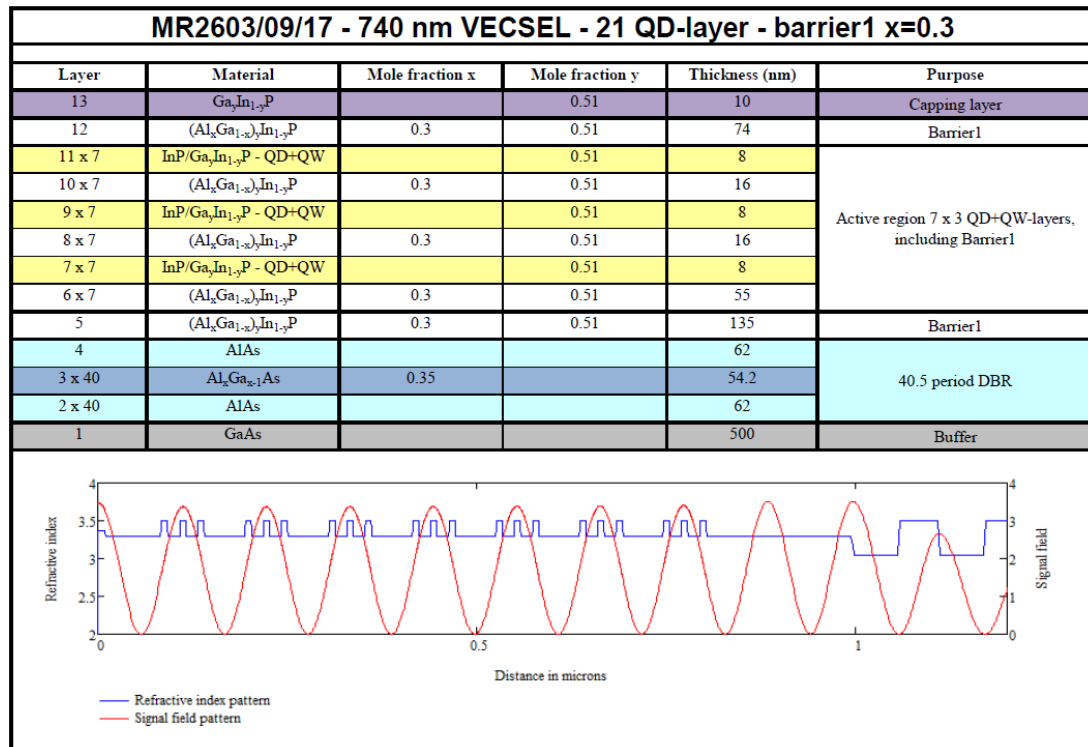 MR2603/09/17 - 740 nm VECSEL - 21 QD-layer - barrier1 x=0.3
Layer Material Mole fraction x Mole fraction y Thickness (nm) Purpose
13 GayIn1-yP 0.51 10 Capping layer
12 (AlxGa1-x)yIn1-yP 0.3 0.51 74 Barrier1
11 x 7 InP/GayIn1-yP - QD+QW 0.51 8
10 x 7 (AlxGa1-x)yIn1-yP 0.3 0.51 16
9 x 7 InP/GayIn1-yP - QD+QW 0.51 8
Active region 7 x 3 QD+QW-layers,
including Barrier1
8 x 7 (AlxGa1-x)yIn1-yP 0.3 0.51 16
7 x 7 InP/GayIn1-yP - QD+QW 0.51 8
6 x 7 (AlxGa1-x)yIn1-yP 0.3 0.51 55
5 (AlxGa1-x)yIn1-yP 0.3 0.51 135 Barrier1
4 AlAs 62
3 x 40 AlxGax-1As 0.35 54.2 40.5 period DBR
2 x 40 AlAs 62
1 GaAs 500 Buffer
4 4
3.5 3
3 2
2.5 1
2 0
Refractive index
Signal field
0 0.5 1
Distance in microns
Refractive index pattern
Signal field pattern